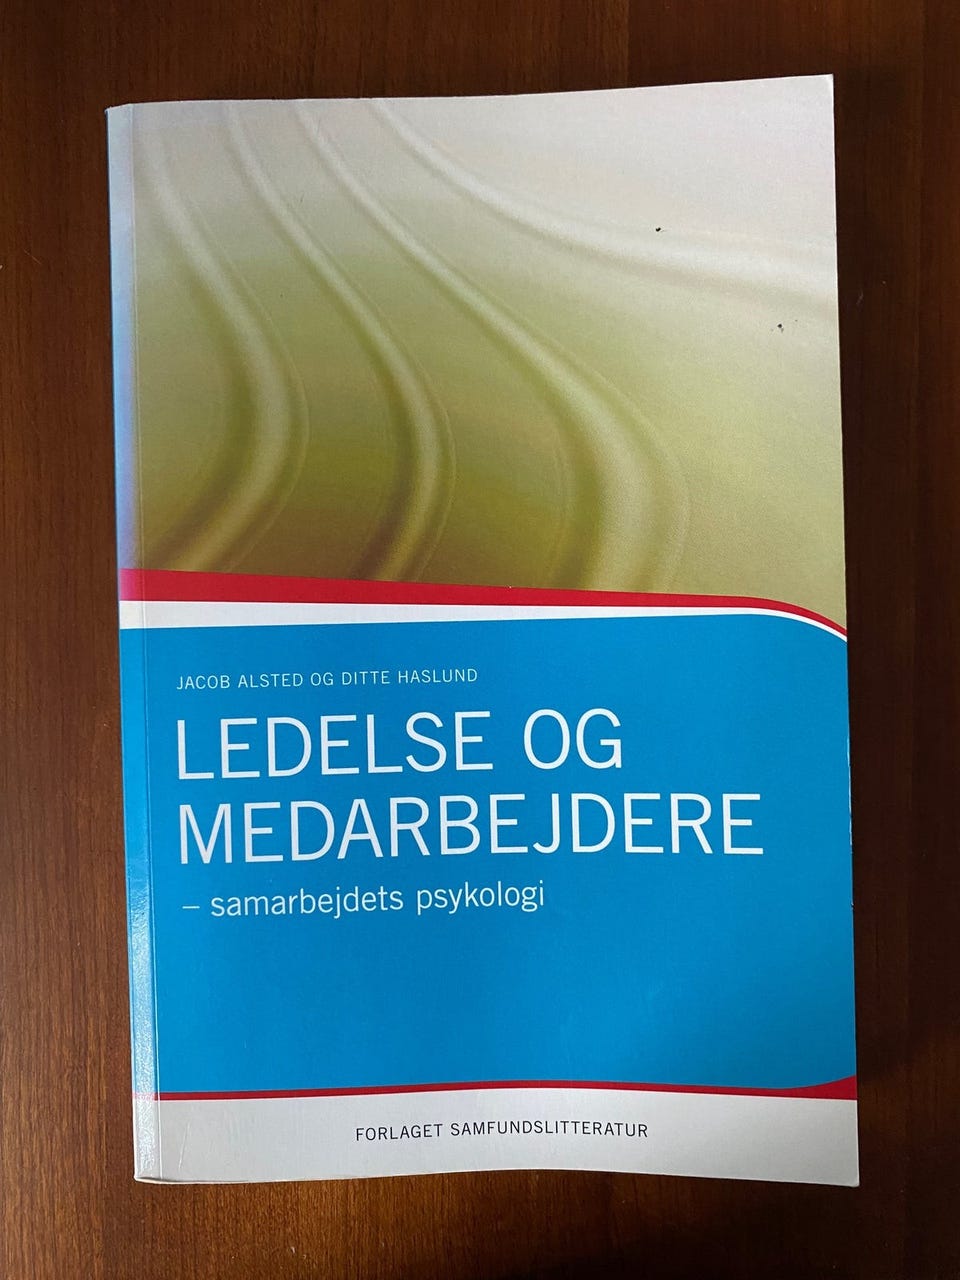 JACOB ALSTED OG DITTE HASLUND
LEDELSE OG
MEDARBEJDERE
– samarbejdets psykologi
FORLAGET SAMFUNDSLITTERATUR